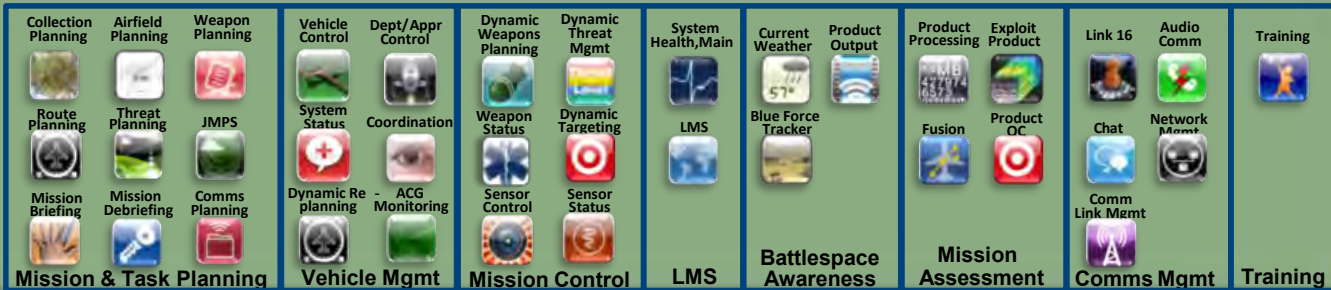 Collection
Planning
Airfield
Planning
Weapon
Planning
Route
Planning
Threat
Planning
JMPS
Mission
Briefing
Mission
Debriefing
Comms
Planning
Mission & Task Planning
Vehicle
Control
Dept/Appr
Control
System
Status
Coordination
Dynamic Re -
planning
ACG
Monitoring
Vehicle Mgmt
Dynamic
Weapons
Planning
Dynamic
Threat
Mgmt
Level
Weapon
Status
Dynamic
Targeting
Sensor
Control
Sensor
Status
Mission Control
System
Health,Main
LMS
LMS
Current
Weather
57°
Product
Output
Blue Force
Tracker
Battlespace
Awareness
Product
Processing
MB
Exploit
Product
Fusion
Product
QC
Mission
Assessment
Link 16
Audio
Comm
Chat
Network
Mgmt
Comm
Link Mgmt
Comms Mgmt
Training
Training